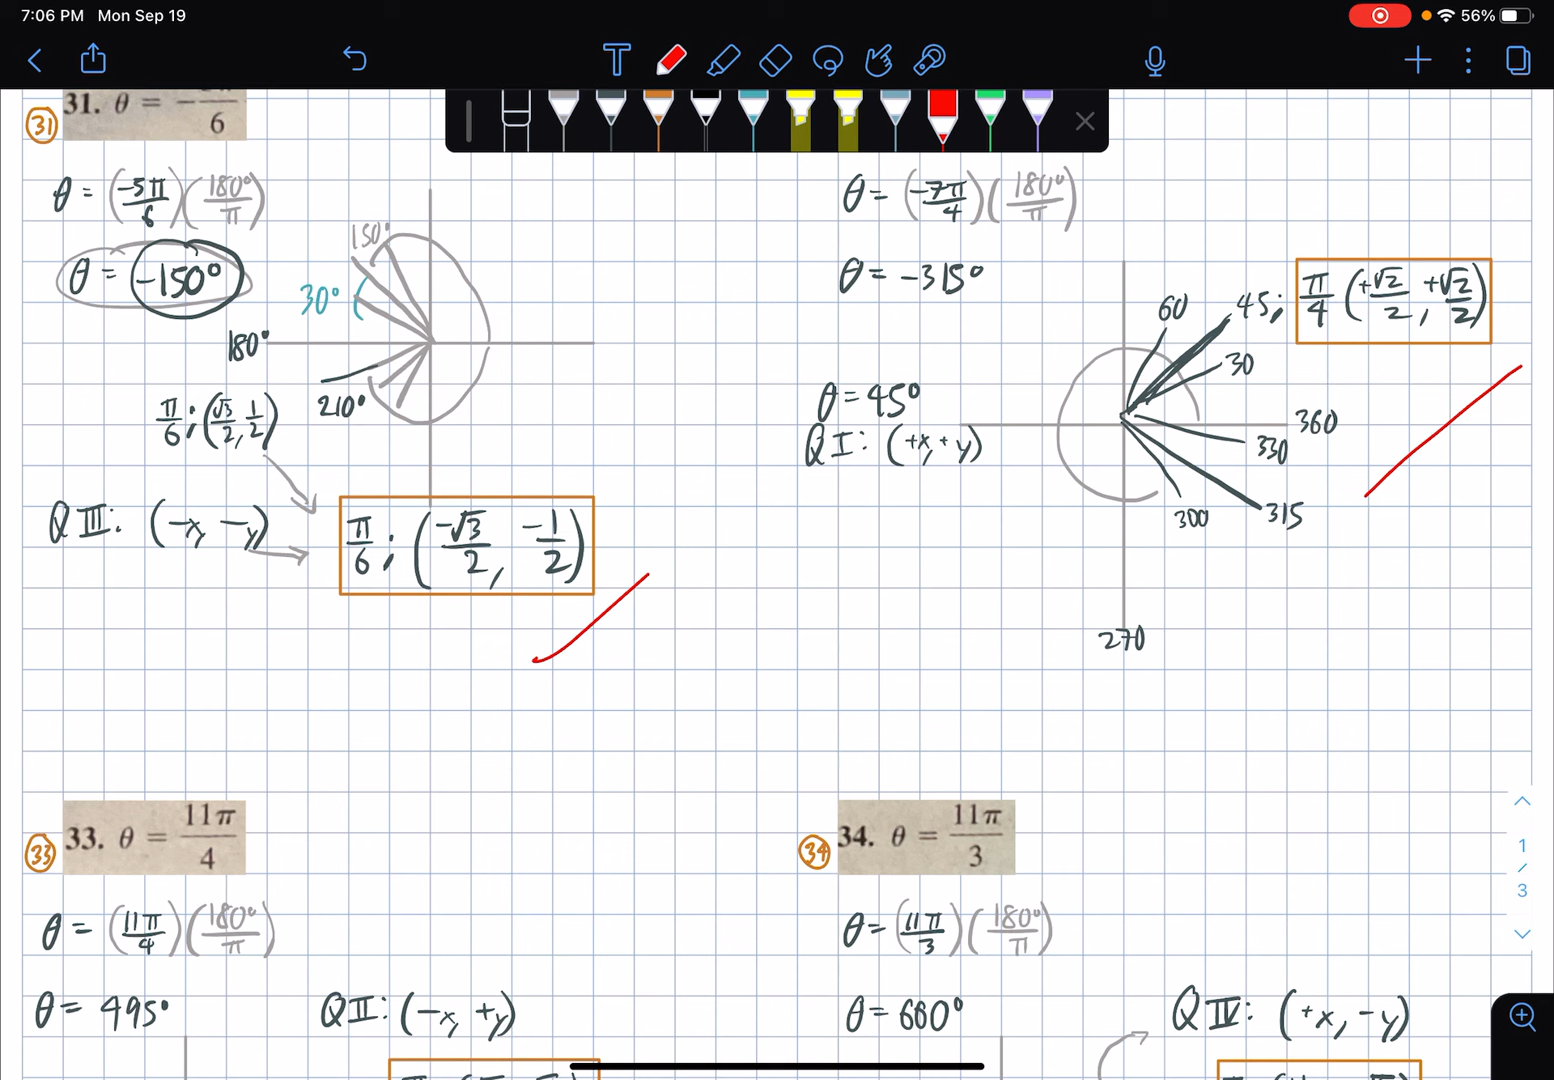 7:06 PM Mon Sep 19
56%
31 31. θ = − /6
θ = (-5π/6)(180°/π)
θ = -150°
150°
30°
180°
210°
π/6; (√3/2, 1/2)
QIII: (-x, -y)
π/6; (-√3/2, -1/2)
θ = (-7π/4)(180°/π)
θ = -315°
60
45; π/4 (+√2/2, +√2/2)
30
θ = 45°
QI: (+x, +y)
360
330
315
300
270
33 33. θ = 11π/4
θ = (11π/4)(180°/π)
θ = 495°
QII: (-x, +y)
34 34. θ = 11π/3
θ = (11π/3)(180°/π)
θ = 660°
QIV: (+x, -y)
1
/
3